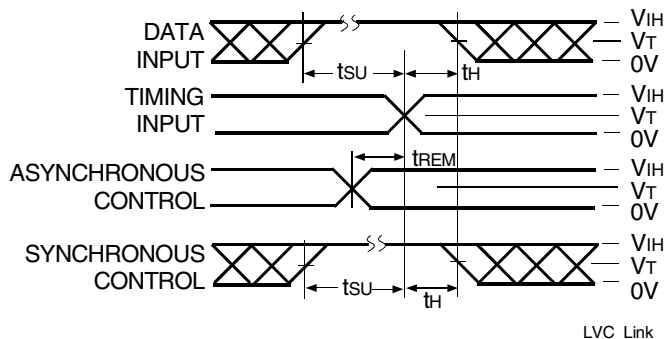 DATA
INPUT
tSU
tH
VIH
VT
0V
TIMING
INPUT
VIH
VT
0V
ASYNCHRONOUS
CONTROL
tREM
VIH
VT
0V
SYNCHRONOUS
CONTROL
tSU
tH
VIH
VT
0V
LVC Link